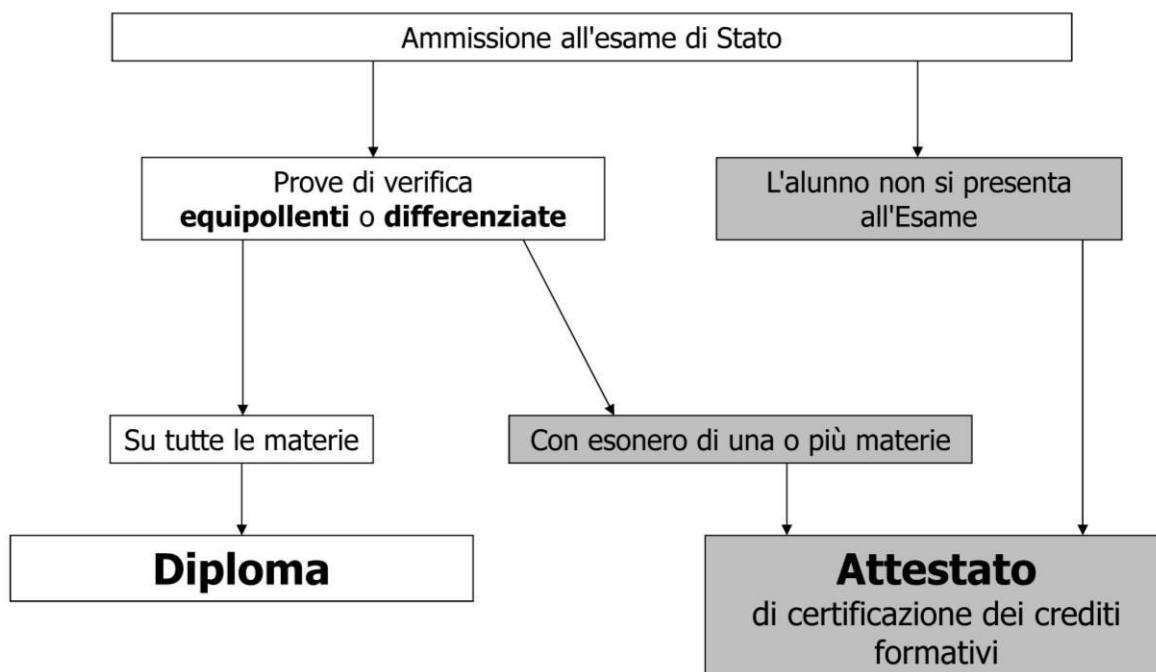 Ammissione all'esame di Stato
Prove di verifica
equipollenti o differenziate
L'alunno non si presenta
all'Esame
Su tutte le materie
Con esonero di una o più materie
Diploma
Attestato
di certificazione dei crediti
formativi